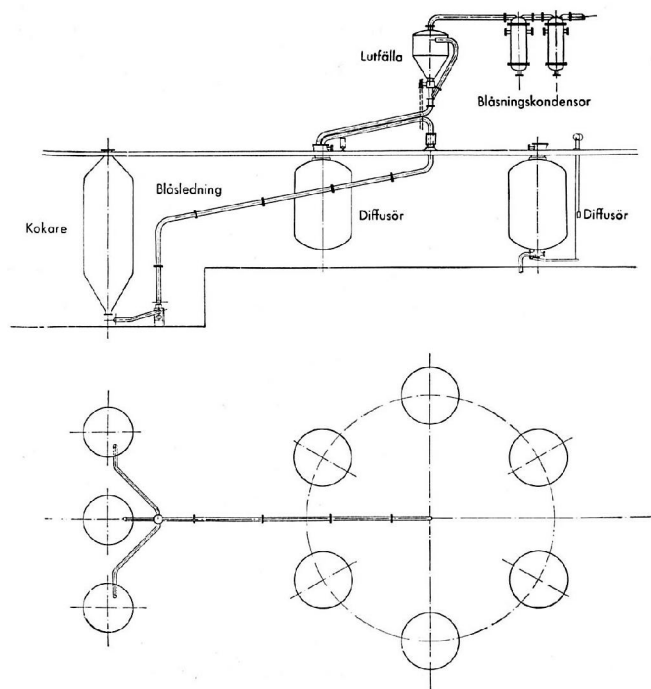 Lutfälla
Blåsningskondensor
Blåsledning
Kokare
Diffusör
Diffusör